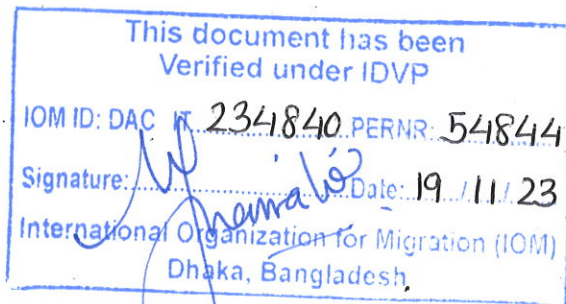 This document has been
Verified under IDVP
IOM ID: DAC IT 234840 PERNR: 54844
Signature: Date: 19 / 11 / 23
International Organization for Migration (IOM)
Dhaka, Bangladesh